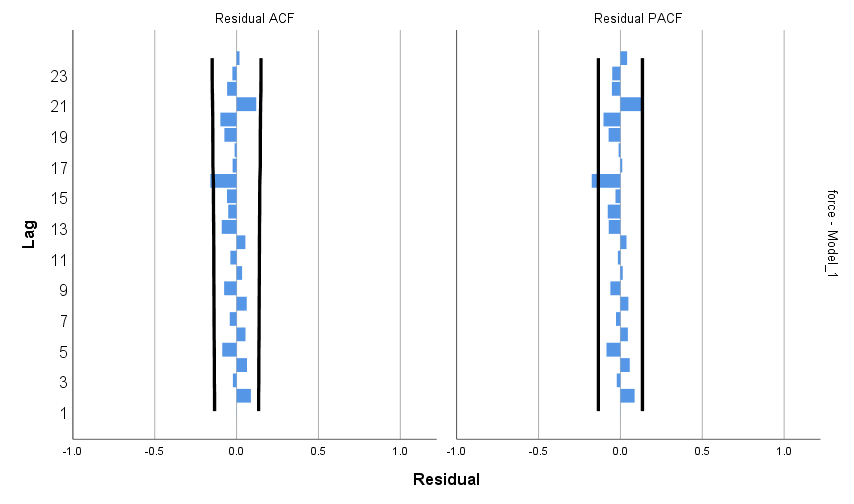 Residual ACF
Residual PACF
23
21
19
17
15
13
11
9
7
5
3
1
Lag
-1.0 -0.5 0.0 0.5 1.0
-1.0 -0.5 0.0 0.5 1.0
Residual
force - Model_1